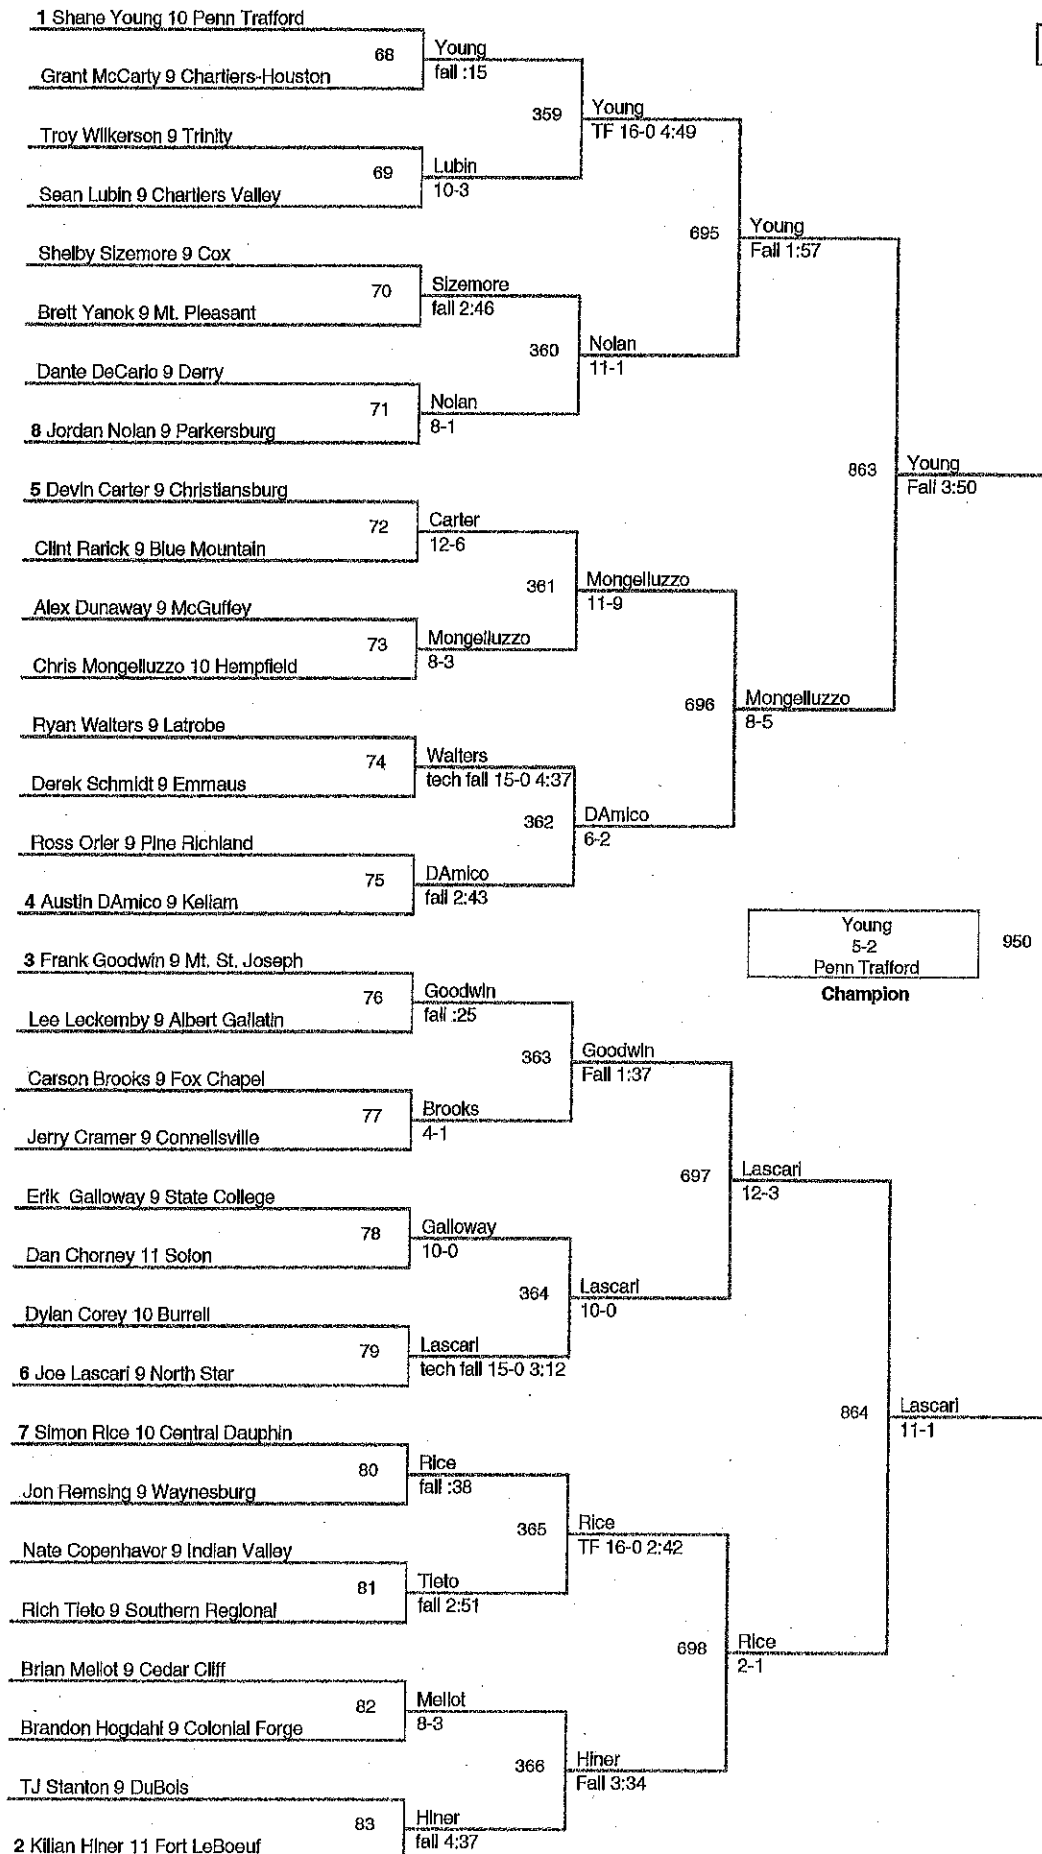 1 Shane Young 10 Penn Trafford
68
Young
fall :15
Grant McCarty 9 Chartiers-Houston
359
Young
TF 16-0 4:49
Troy Wilkerson 9 Trinity
69
Lubin
10-3
Sean Lubin 9 Chartiers Valley
695
Young
Fall 1:57
Shelby Sizemore 9 Cox
70
Sizemore
fall 2:46
Brett Yanok 9 Mt. Pleasant
360
Nolan
11-1
Dante DeCarlo 9 Derry
71
Nolan
8-1
8 Jordan Nolan 9 Parkersburg
863
Young
Fall 3:50
5 Devin Carter 9 Christiansburg
72
Carter
12-6
Clint Rarick 9 Blue Mountain
361
Mongelluzzo
11-9
Alex Dunaway 9 McGuffey
73
Mongelluzzo
8-3
Chris Mongelluzzo 10 Hempfield
696
Mongelluzzo
8-5
Ryan Walters 9 Latrobe
74
Walters
tech fall 15-0 4:37
Derek Schmidt 9 Emmaus
362
DAmico
6-2
Ross Orler 9 Pine Richland
75
DAmico
fall 2:43
4 Austin DAmico 9 Kellam
Young
5-2
Penn Trafford
950
Champion
3 Frank Goodwin 9 Mt. St. Joseph
76
Goodwin
fall :25
Lee Leckemby 9 Albert Gallatin
363
Goodwin
Fall 1:37
Carson Brooks 9 Fox Chapel
77
Brooks
4-1
Jerry Cramer 9 Connellsville
697
Lascari
12-3
Erik Galloway 9 State College
78
Galloway
10-0
Dan Chorney 11 Solon
364
Lascari
10-0
Dylan Corey 10 Burrell
79
Lascari
tech fall 15-0 3:12
6 Joe Lascari 9 North Star
864
Lascari
11-1
7 Simon Rice 10 Central Dauphin
80
Rice
fall :38
Jon Remsing 9 Waynesburg
365
Rice
TF 16-0 2:42
Nate Copenhavor 9 Indian Valley
81
Tieto
fall 2:51
Rich Tieto 9 Southern Regional
698
Rice
2-1
Brian Mellot 9 Cedar Cliff
82
Mellot
8-3
Brandon Hogdahl 9 Colonial Forge
366
Hiner
Fall 3:34
TJ Stanton 9 DuBois
83
Hiner
fall 4:37
2 Kilian Hiner 11 Fort LeBoeuf